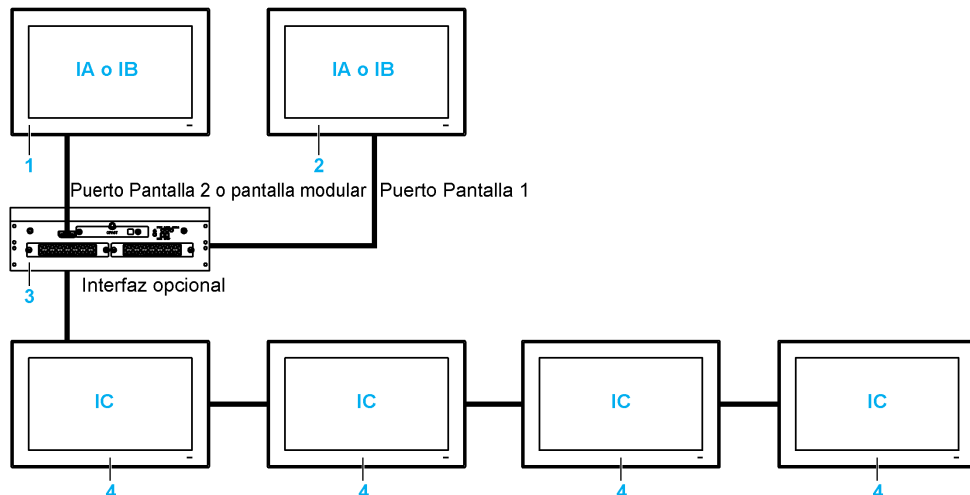 IA o IB
IA o IB
1
2
Puerto Pantalla 2 o pantalla modular
Puerto Pantalla 1
3
Interfaz opcional
IC
IC
IC
IC
4
4
4
4